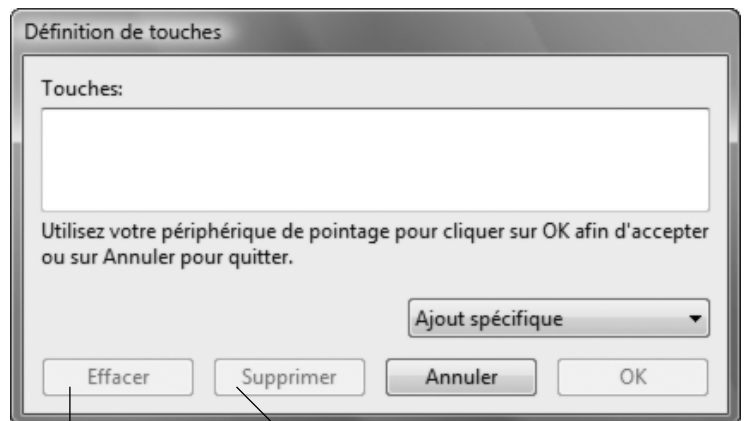 Définition de touches
Touches:
Utilisez votre périphérique de pointage pour cliquer sur OK afin d'accepter
ou sur Annuler pour quitter.
Ajout spécifique
Effacer Supprimer Annuler OK